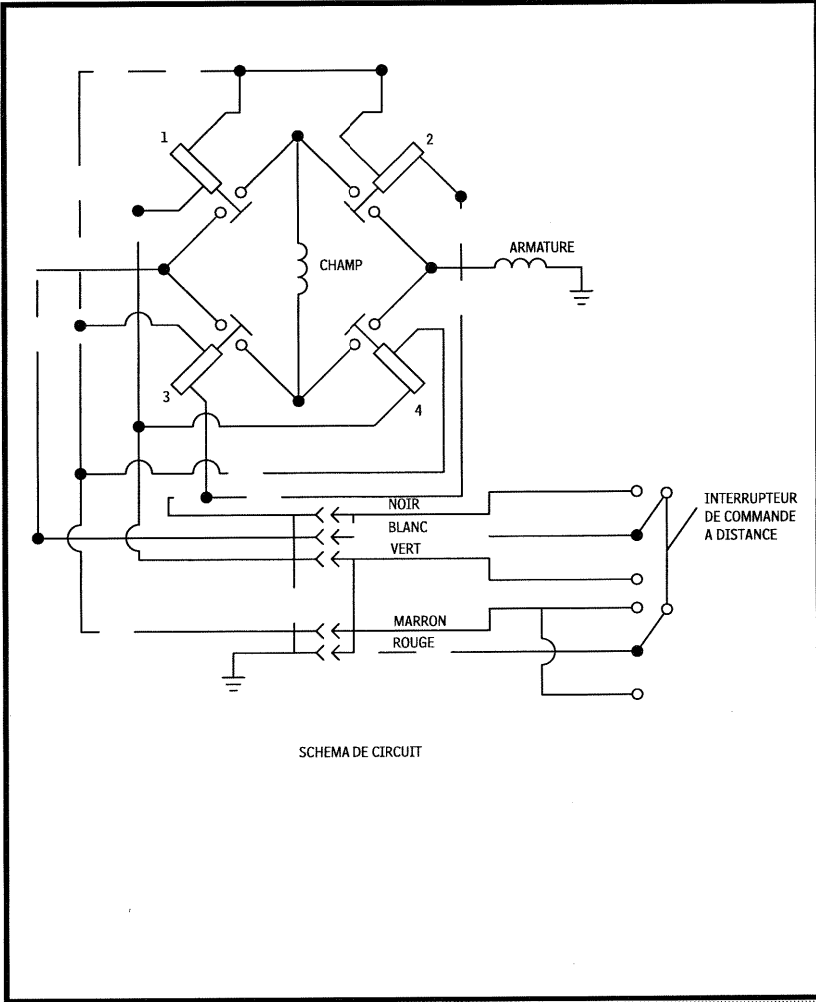 1
2
ARMATURE
CHAMP
3
4
NOIR
BLANC
VERT
INTERRUPTEUR
DE COMMANDE
A DISTANCE
MARRON
ROUGE
SCHEMA DE CIRCUIT